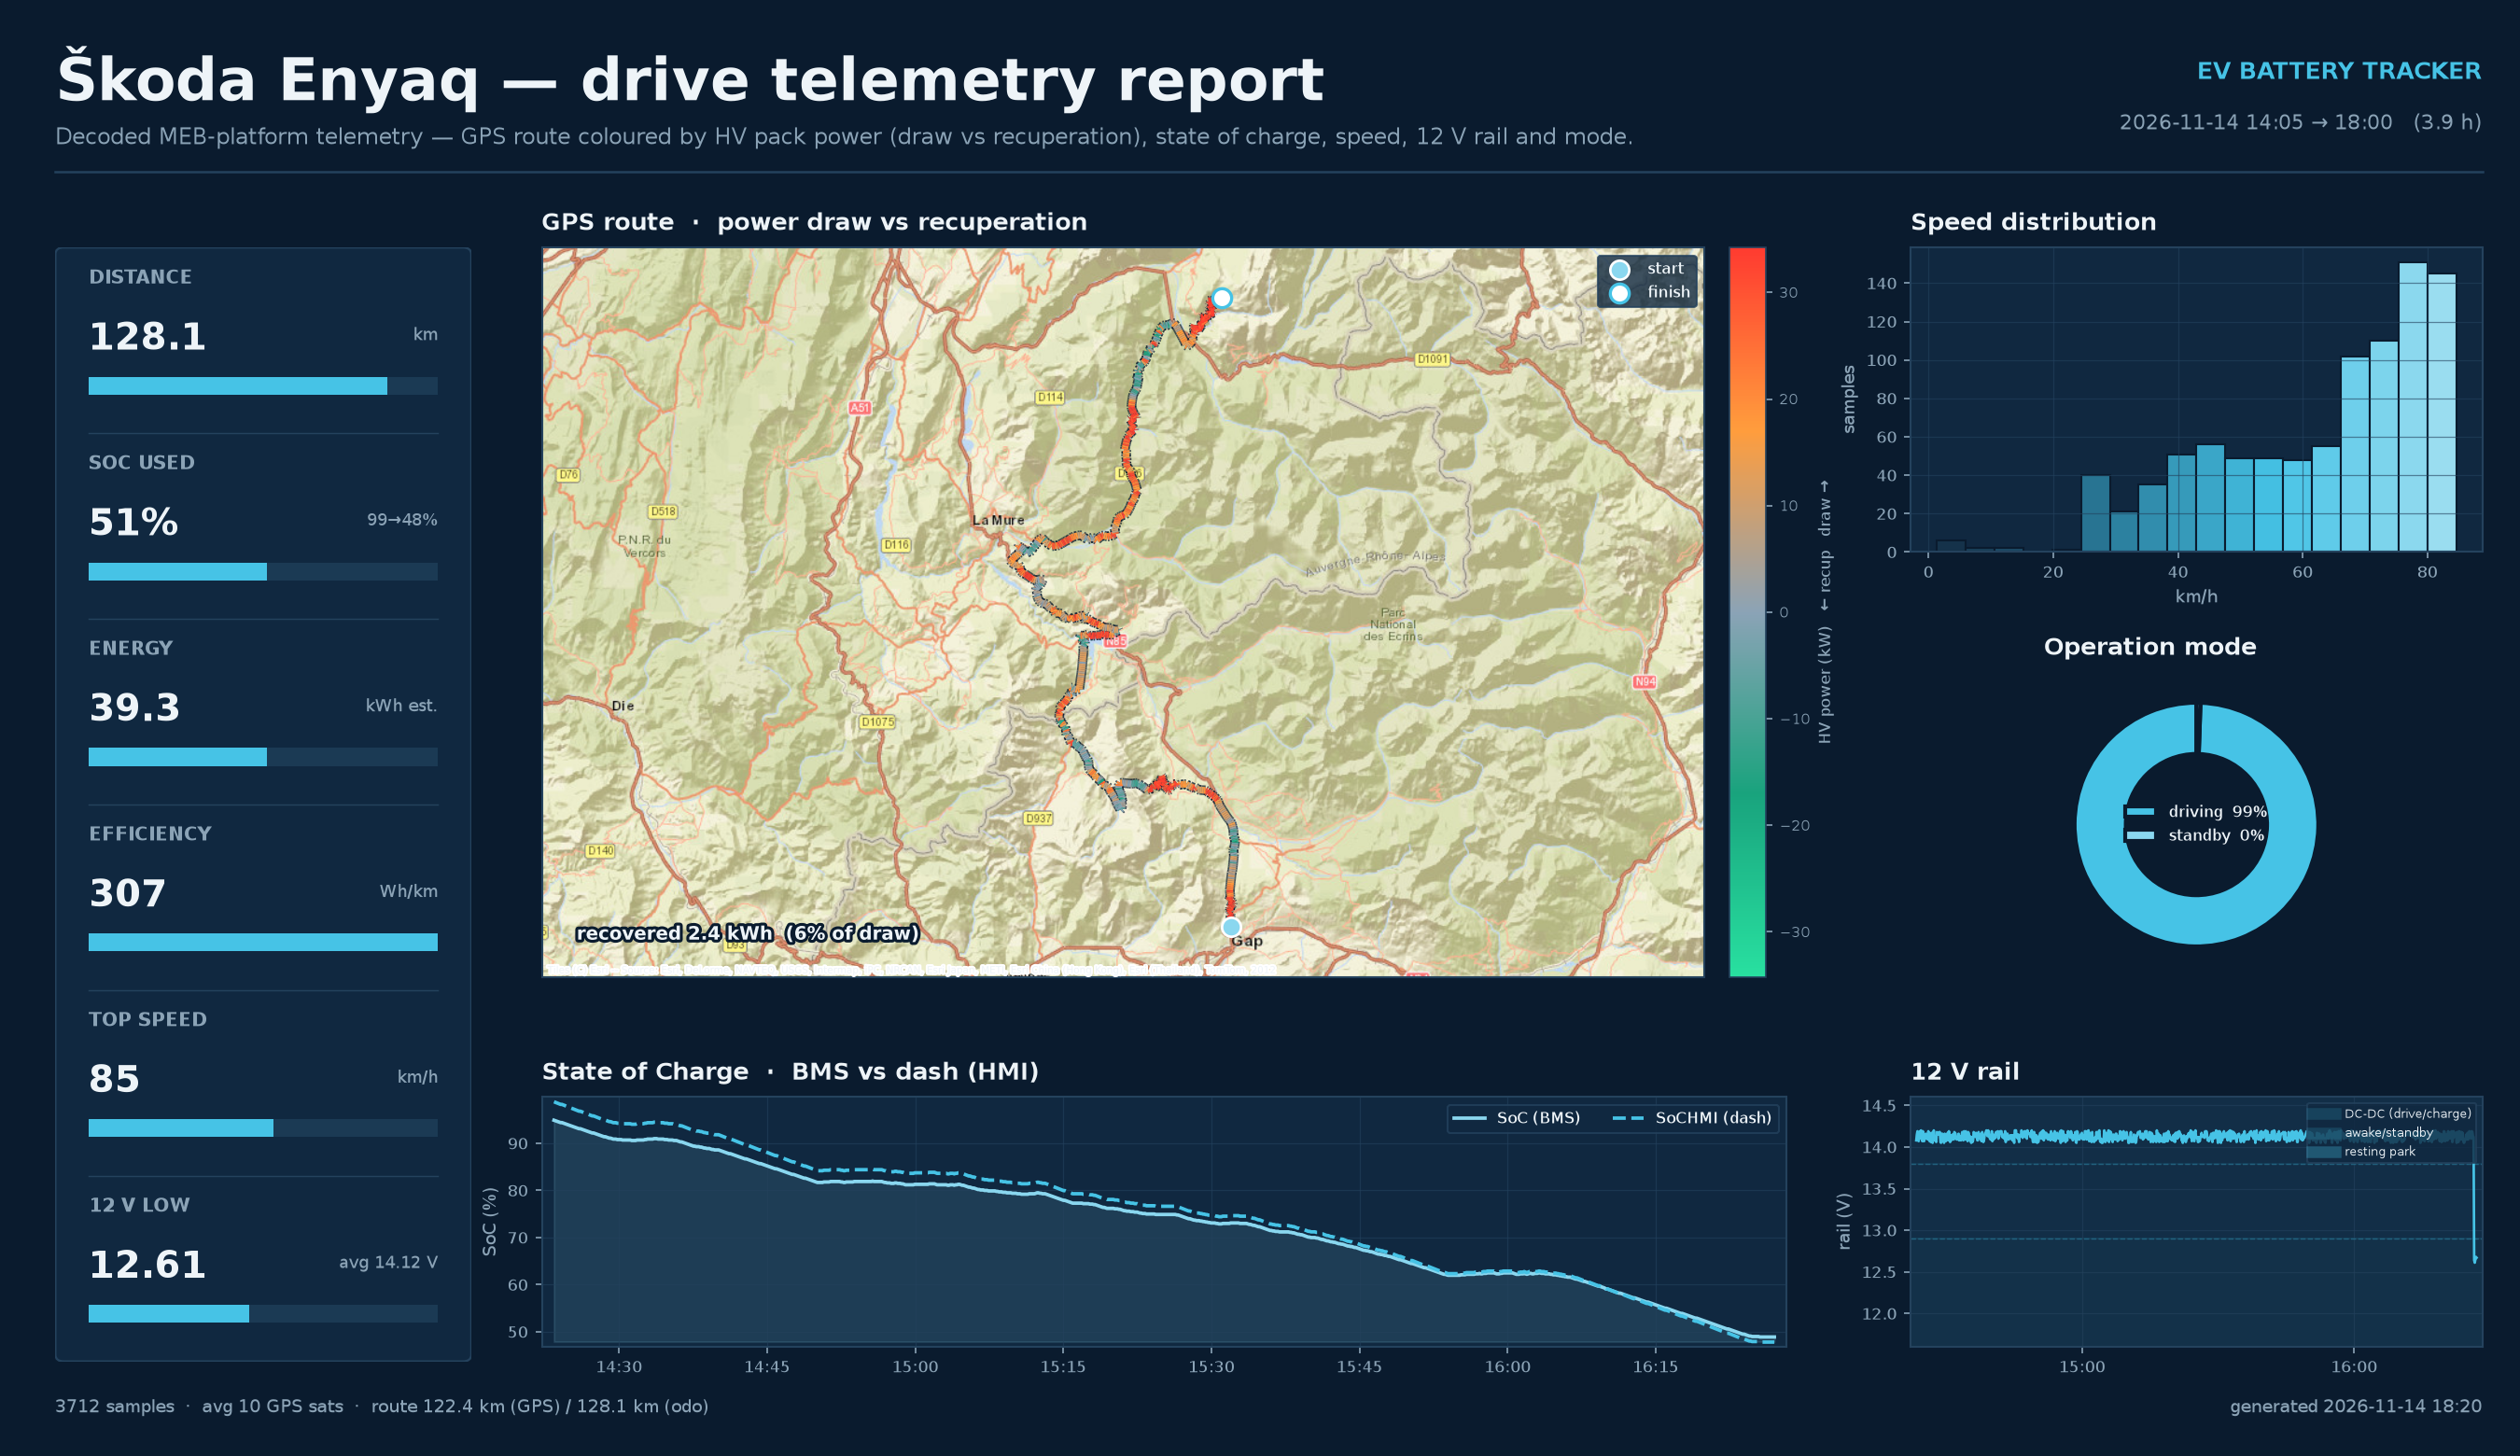 Škoda Enyaq — drive telemetry report
EV BATTERY TRACKER
Decoded MEB-platform telemetry — GPS route coloured by HV pack power (draw vs recuperation), state of charge, speed, 12 V rail and mode.
2026-11-14 14:05 → 18:00 (3.9 h)
DISTANCE
128.1
km
SOC USED
51%
99→48%
ENERGY
39.3
kWh est.
EFFICIENCY
307
Wh/km
TOP SPEED
85
km/h
12 V LOW
12.61
avg 14.12 V
GPS route · power draw vs recuperation
start
finish
D1091
D114
A51
D76
D518
La Mure
D116
P.N.R. du
Vercors
Auvergne-Rhône-Alpes
Parc
National
des Ecrins
N85
N94
Die
D1075
D937
D140
D93
recovered 2.4 kWh (6% of draw)
Gap
30
20
10
0
−10
−20
−30
HV power (kW) ← recup draw →
Speed distribution
samples
140
120
100
80
60
40
20
0
0
20
40
60
80
km/h
Operation mode
driving 99%
standby 0%
State of Charge · BMS vs dash (HMI)
SoC (BMS)
SoCHMI (dash)
SoC (%)
90
80
70
60
50
14:30
14:45
15:00
15:15
15:30
15:45
16:00
16:15
12 V rail
DC-DC (drive/charge)
awake/standby
resting park
rail (V)
14.5
14.0
13.5
13.0
12.5
12.0
15:00
16:00
3712 samples · avg 10 GPS sats · route 122.4 km (GPS) / 128.1 km (odo)
generated 2026-11-14 18:20